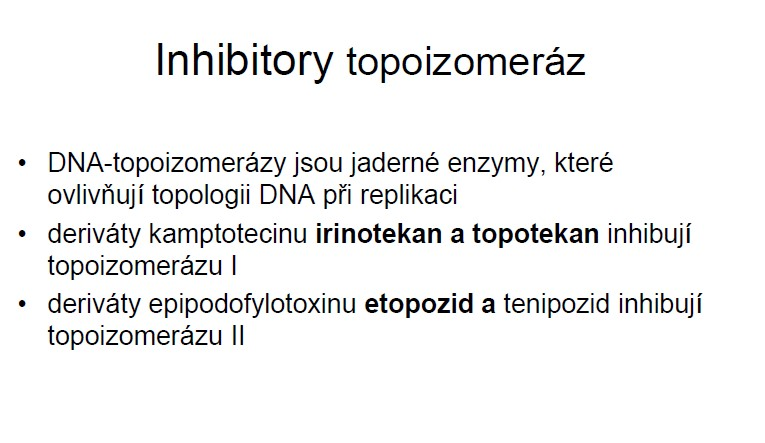 Inhibitory topoizomeráz
• DNA-topoizomerázy jsou jaderné enzymy, které
ovlivňují topologii DNA při replikaci
• deriváty kamptotecinu irinotekan a topotekan inhibují
topoizomerázu I
• deriváty epipodofylotoxinu etopozid a tenipozid inhibují
topoizomerázu II